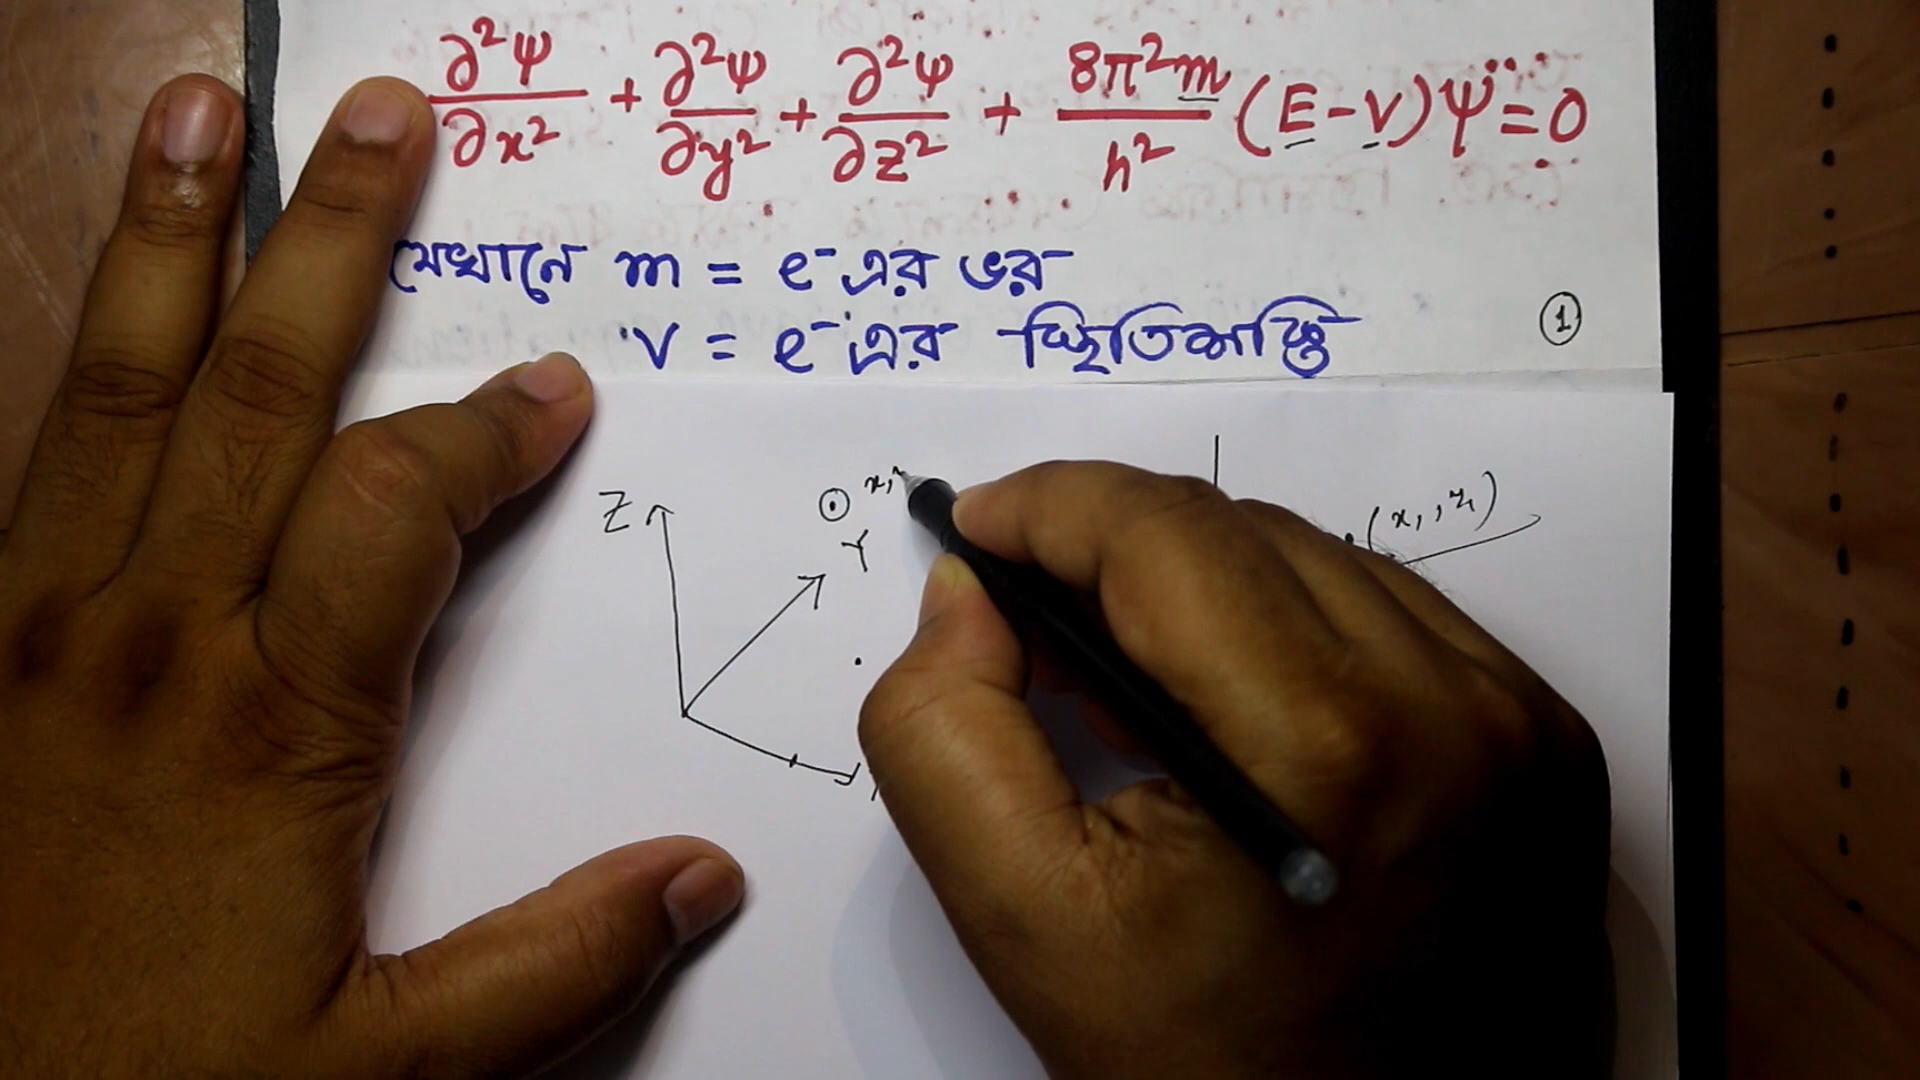 ∂²ψ/∂x² + ∂²ψ/∂y² + ∂²ψ/∂z² + 8π²m/h² (E-V)ψ = 0
যেখানে m = e⁻ এর ভর
V = e⁻ এর স্থিতিশক্তি
①
Z
x,
Y
(x₁, , z₁)